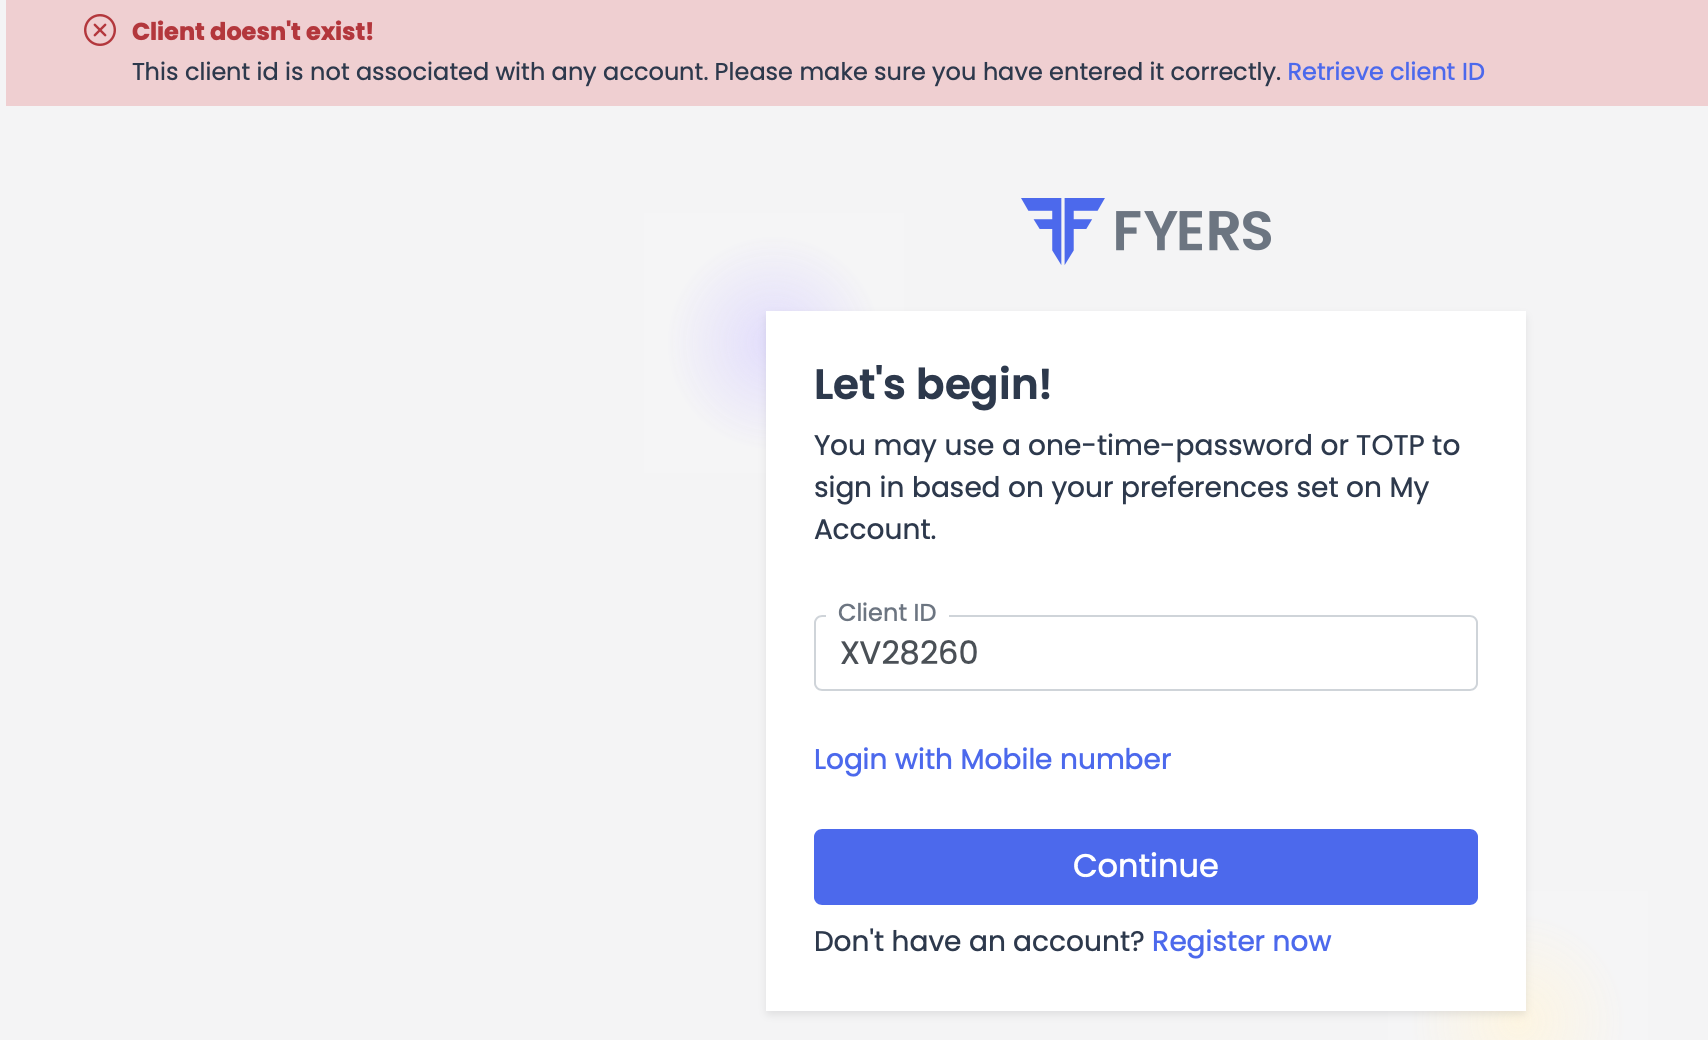 Client doesn't exist!
This client id is not associated with any account. Please make sure you have entered it correctly. Retrieve client ID
FYERS
Let's begin!
You may use a one-time-password or TOTP to
sign in based on your preferences set on My
Account.
Client ID
XV28260
Login with Mobile number
Continue
Don't have an account? Register now